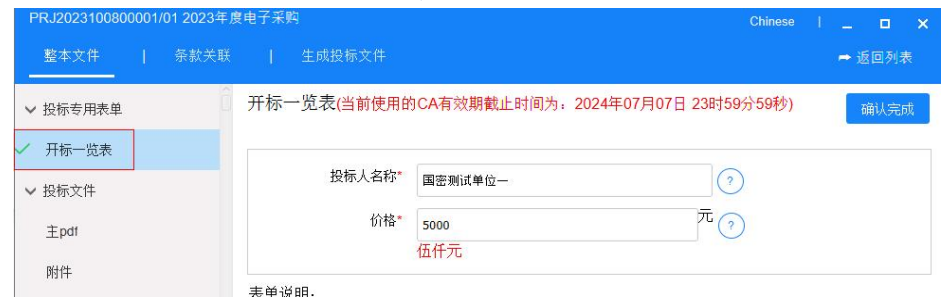 PRJ2023100800001/01 2023年度电子采购 Chinese |
整本文件 | 条款关联 | 生成投标文件 返回列表
投标专用表单
开标一览表(当前使用的CA有效期截止时间为：2024年07月07日 23时59分59秒) 确认完成
开标一览表
投标人名称* 国密测试单位一 ?
投标文件
价格* 5000 元 ?
主pdf
伍仟元
附件
表单说明: